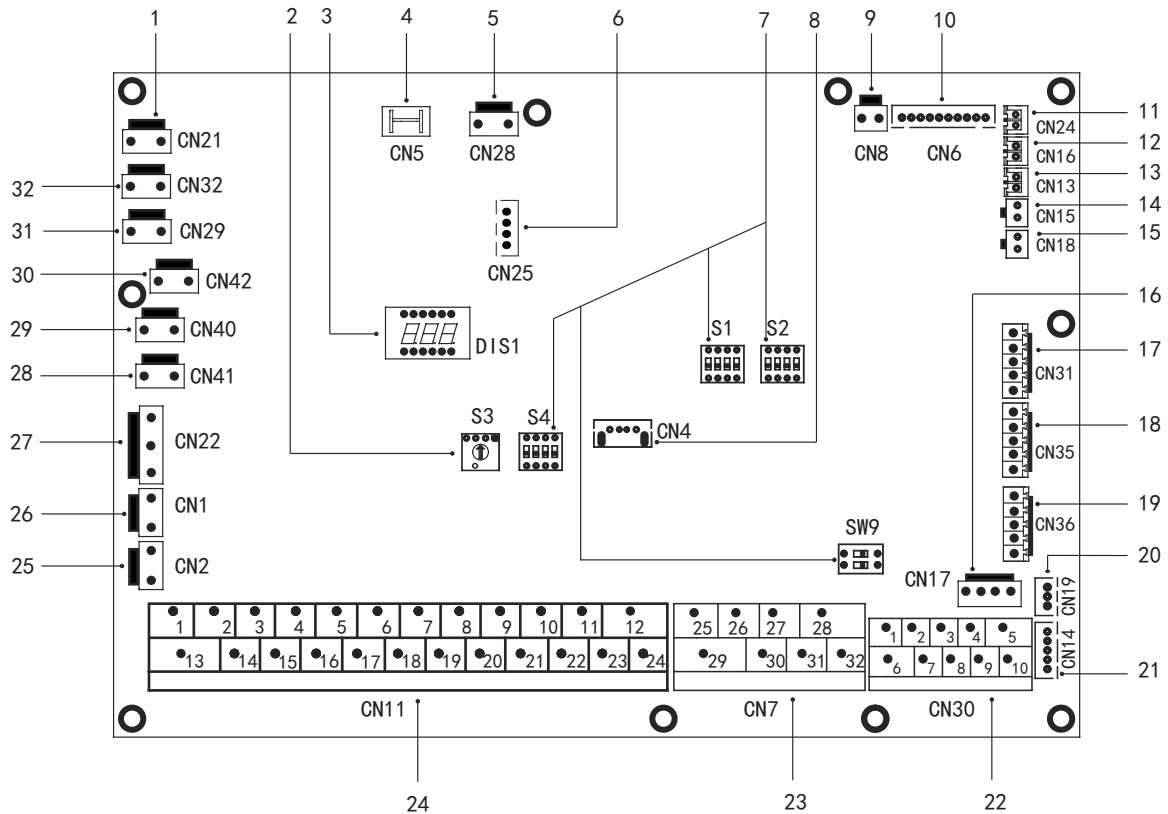 1 2 3 4 5 6 7 8 9 10
CN21
CN5
CN28
CN8
CN6
CN24
11
CN16
12
32
CN32
CN13
13
CN15
14
31
CN29
CN25
CN18
15
30
CN42
16
29
CN40
DIS1
S1
S2
17
28
CN41
CN31
27
CN22
S3
S4
CN4
18
CN35
26
CN1
19
CN36
SW9
25
CN2
20
CN17
CN19
1 2 3 4 5 6 7 8 9 10 11 12
25 26 27 28
1 2 3 4 5
13 14 15 16 17 18 19 20 21 22 23 24
29 30 31 32
6 7 8 9 10
CN14
21
CN11
CN7
CN30
24
23
22